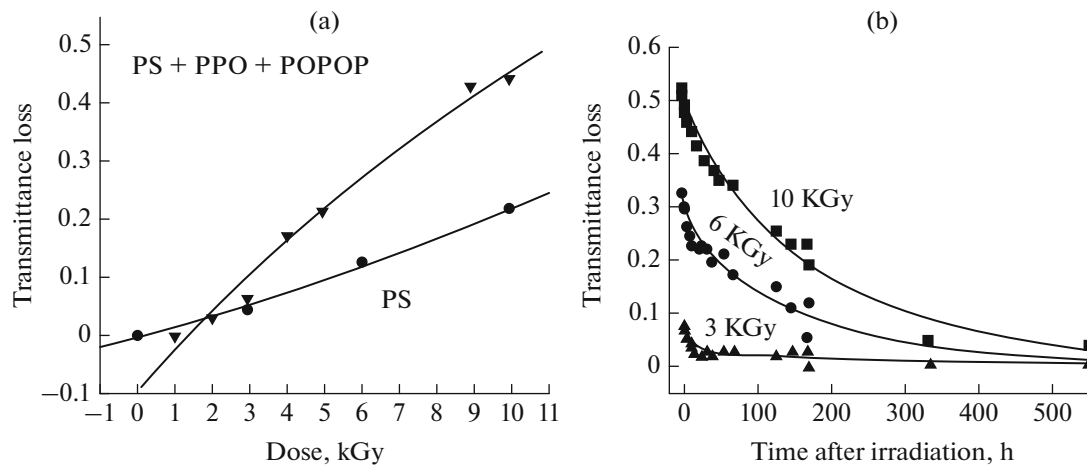 (a)
0.5
0.4
0.3
0.2
0.1
0
−0.1
Transmittance loss
PS + PPO + POPOP
PS
−1 0 1 2 3 4 5 6 7 8 9 10 11
Dose, kGy
(b)
0.6
0.5
0.4
0.3
0.2
0.1
0
Transmittance loss
10 KGy
6 KGy
3 KGy
0 100 200 300 400 500
Time after irradiation, h